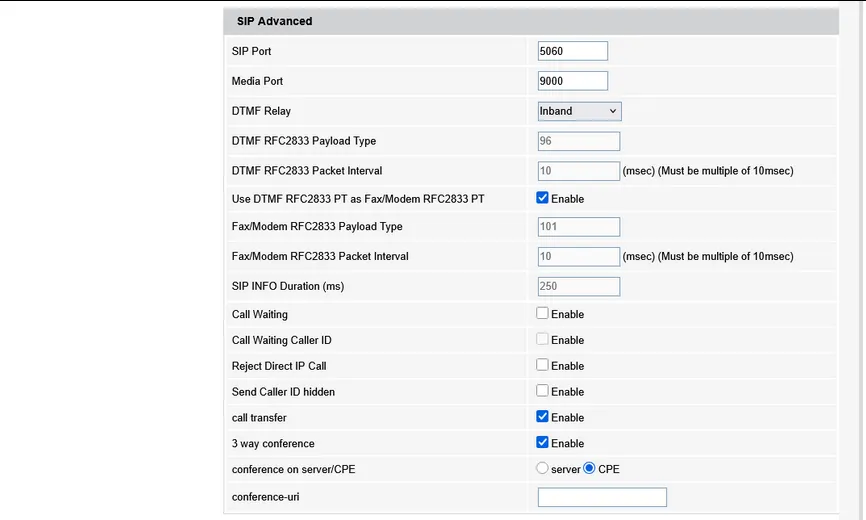 SIP Advanced
SIP Port 5060
Media Port 9000
DTMF Relay Inband
DTMF RFC2833 Payload Type 96
DTMF RFC2833 Packet Interval 10 (msec) (Must be multiple of 10msec)
Use DTMF RFC2833 PT as Fax/Modem RFC2833 PT Enable
Fax/Modem RFC2833 Payload Type 101
Fax/Modem RFC2833 Packet Interval 10 (msec) (Must be multiple of 10msec)
SIP INFO Duration (ms) 250
Call Waiting Enable
Call Waiting Caller ID Enable
Reject Direct IP Call Enable
Send Caller ID hidden Enable
call transfer Enable
3 way conference Enable
conference on server/CPE server CPE
conference-uri